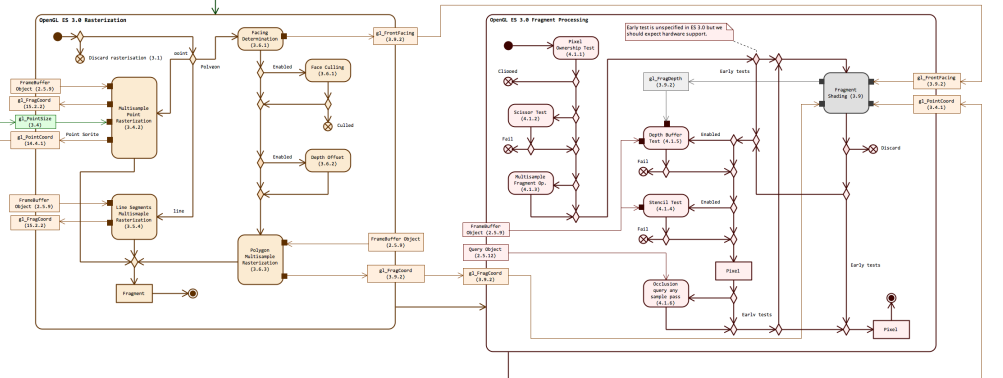 OpenGL ES 3.0 Rasterization
Discard rasterisation (3.1)
point
Polygon
Facing
Determination
(3.6.1)
gl_FrontFacing
(3.9.2)
Enabled
Face Culling
(3.6.1)
Culled
FrameBuffer
Object (2.5.9)
gl_FragCoord
(15.2.2)
gl_PointSize
(3.4)
gl_PointCoord
(14.4.1)
Point Sprite
Multisample
Point
Rasterization
(3.4.2)
Enabled
Depth Offset
(3.6.2)
FrameBuffer
Object (2.5.9)
gl_FragCoord
(15.2.2)
Line Segments
Multismaple
Rasterization
(3.5.4)
line
Polygon
Multisample
Rasterization
(3.6.3)
FrameBuffer Object
(2.5.9)
gl_FragCoord
(3.9.2)
Fragment
OpenGL ES 3.0 Fragment Processing
Early test is unspecified in ES 3.0 but we
should expect hardware support.
Pixel
Ownership Test
(4.1.1)
Early tests
Clipped
gl_FragDepth
(3.9.2)
Fragment
Shading (3.9)
gl_FrontFacing
(3.9.2)
gl_PointCoord
(3.4.1)
Scissor Test
(4.1.2)
Fail
Depth Buffer
Test (4.1.5)
Enabled
Discard
Fail
Multisample
Fragment Op.
(4.1.3)
Stencil Test
(4.1.4)
Enabled
Fail
FrameBuffer
Object (2.5.9)
Query Object
(2.5.12)
gl_FragCoord
(3.9.2)
Pixel
Early tests
Occlusion
query any
sample pass
(4.1.6)
Early tests
Pixel